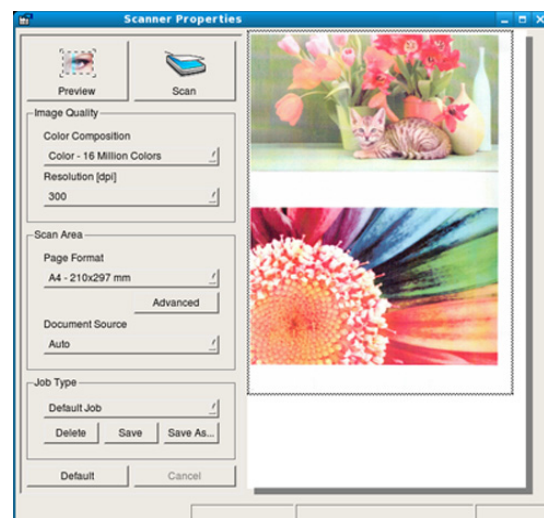 Scanner Properties
Preview Scan
Image Quality
Color Composition
Color - 16 Million Colors
Resolution [dpi]
300
Scan Area
Page Format
A4 - 210x297 mm
Advanced
Document Source
Auto
Job Type
Default Job
Delete Save Save As...
Default Cancel